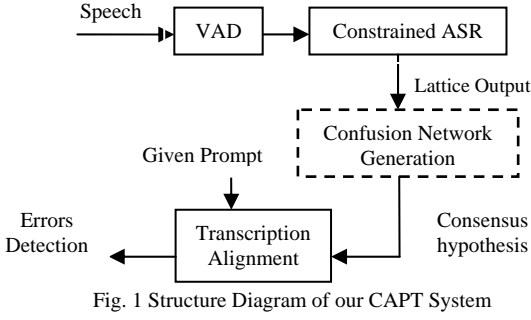 Speech
VAD
Constrained ASR
Lattice Output
Confusion Network
Generation
Given Prompt
Errors
Detection
Transcription
Alignment
Consensus
hypothesis
Fig. 1 Structure Diagram of our CAPT System